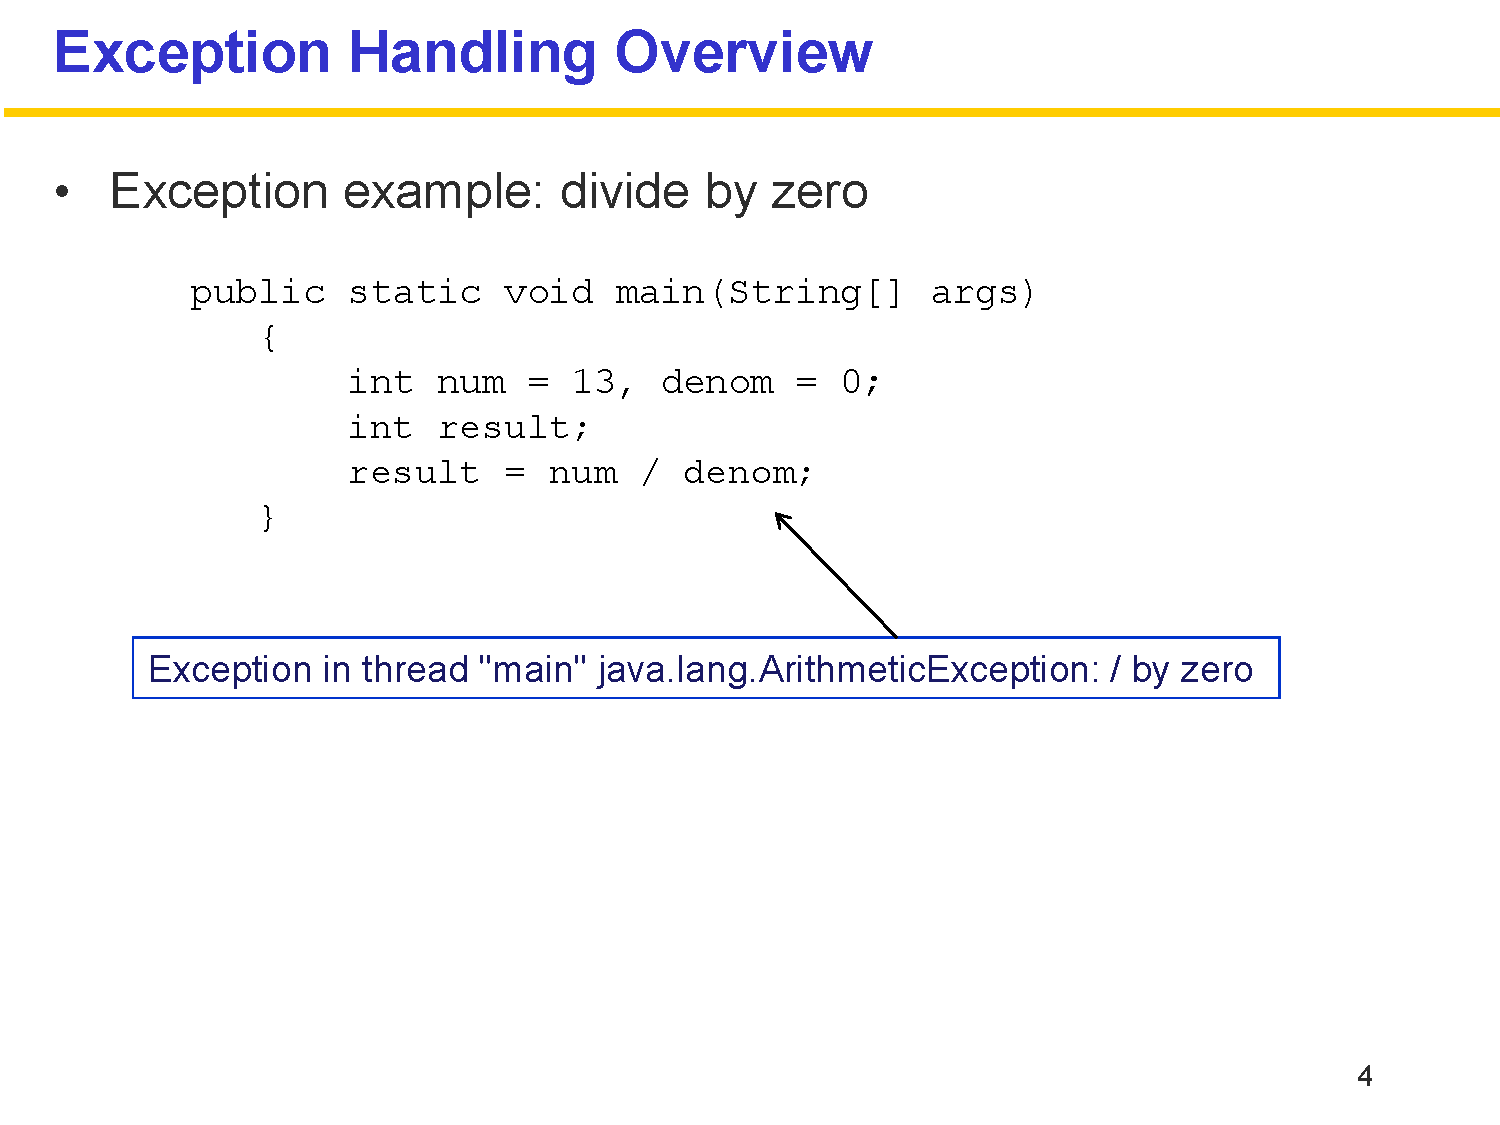 Exception Handling Overview
• Exception example: divide by zero
public static void main(String[] args)
{
int num = 13, denom = 0;
int result;
result = num / denom;
}
Exception in thread "main" java.lang.ArithmeticException: / by zero
4